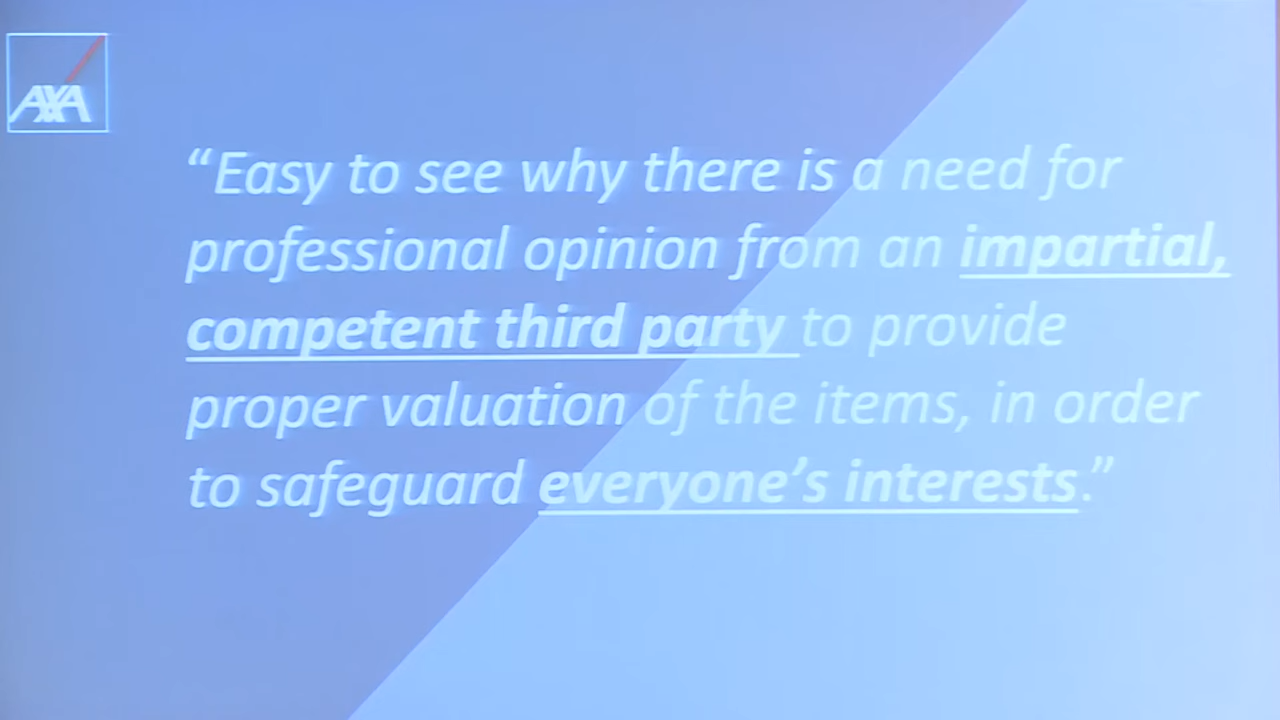 AXA
“Easy to see why there is a need for
professional opinion from an impartial,
competent third party to provide
proper valuation of the items, in order
to safeguard everyone’s interests.”